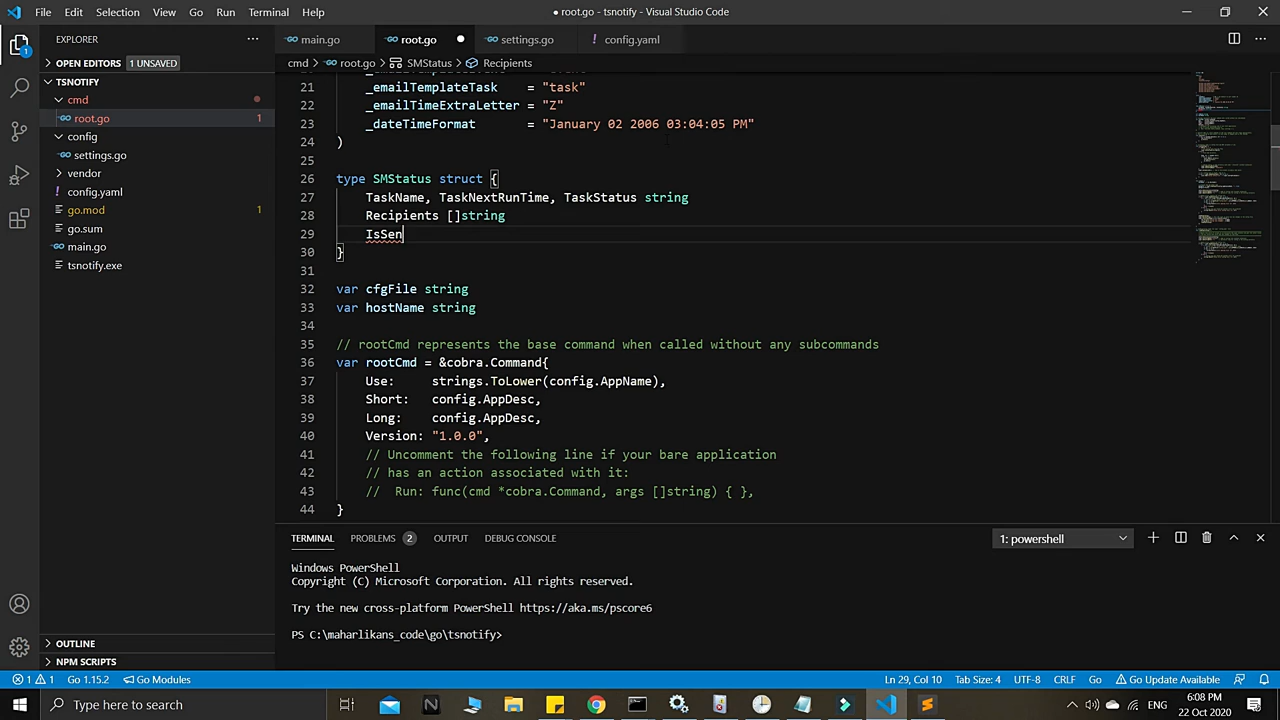 File Edit Selection View Go Run Terminal Help
● root.go - tsnotify - Visual Studio Code
EXPLORER
main.go
root.go
settings.go
config.yaml
OPEN EDITORS 1 UNSAVED
cmd > root.go > SMStatus > Recipients
TSNOTIFY
cmd
root.go 1
config
settings.go
vendor
config.yaml
go.mod 1
go.sum
main.go
tsnotify.exe
21 _emailTemplateTask = "task"
22 _emailTimeExtraLetter = "Z"
23 _dateTimeFormat = "January 02 2006 03:04:05 PM"
24 )
25
26 type SMStatus struct {
27 TaskName, TaskNextRunTime, TaskStatus string
28 Recipients []string
29 IsSen
30 }
31
32 var cfgFile string
33 var hostName string
34
35 // rootCmd represents the base command when called without any subcommands
36 var rootCmd = &cobra.Command{
37 Use: strings.ToLower(config.AppName),
38 Short: config.AppDesc,
39 Long: config.AppDesc,
40 Version: "1.0.0",
41 // Uncomment the following line if your bare application
42 // has an action associated with it:
43 // Run: func(cmd *cobra.Command, args []string) { },
44 }
TERMINAL PROBLEMS 2 OUTPUT DEBUG CONSOLE
1: powershell
Windows PowerShell
Copyright (C) Microsoft Corporation. All rights reserved.
Try the new cross-platform PowerShell https://aka.ms/pscore6
PS C:\maharlikans_code\go\tsnotify>
OUTLINE
NPM SCRIPTS
1 1 Go 1.15.2 Go Modules
Ln 29, Col 10 Tab Size: 4 UTF-8 CRLF Go Go Update Available
Type here to search
ENG
6:08 PM
22 Oct 2020